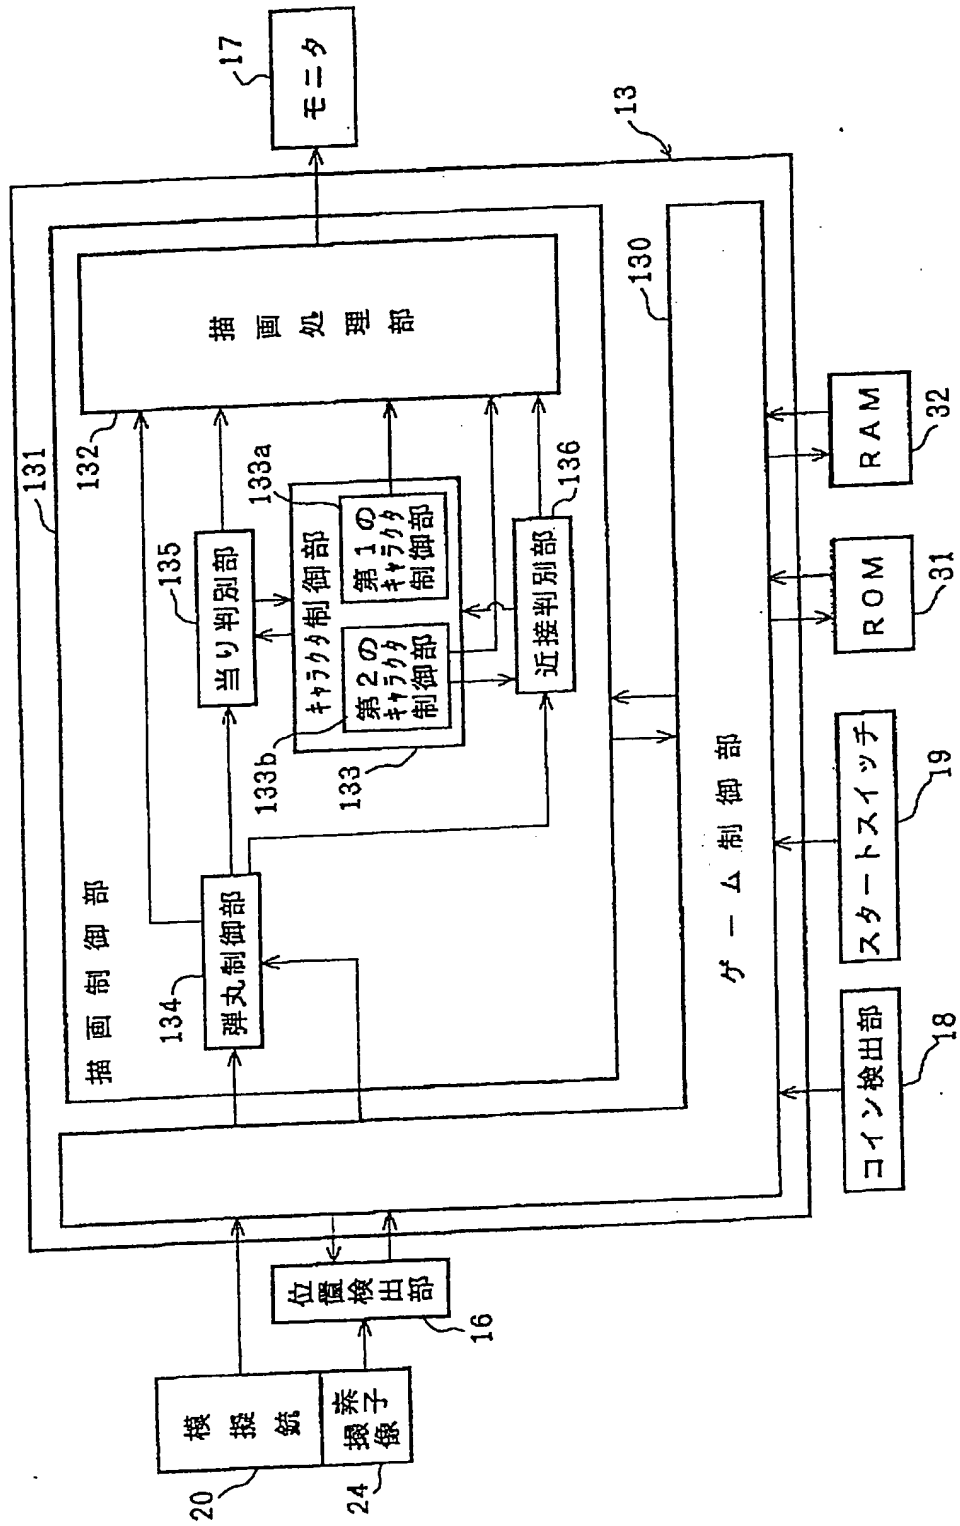 17
モニタ
13
131
描画制御部
132
描画処理部
130
ゲーム制御部
135
当り判別部
133a
キャラクタ制御部
第1の
キャラクタ
制御部
133b
第2の
キャラクタ
制御部
133
136
近接判別部
134
弾丸制御部
20
模擬銃
24
撮像
素子
16
位置検出部
18
コイン検出部
19
スタートスイッチ
31
ROM
32
RAM